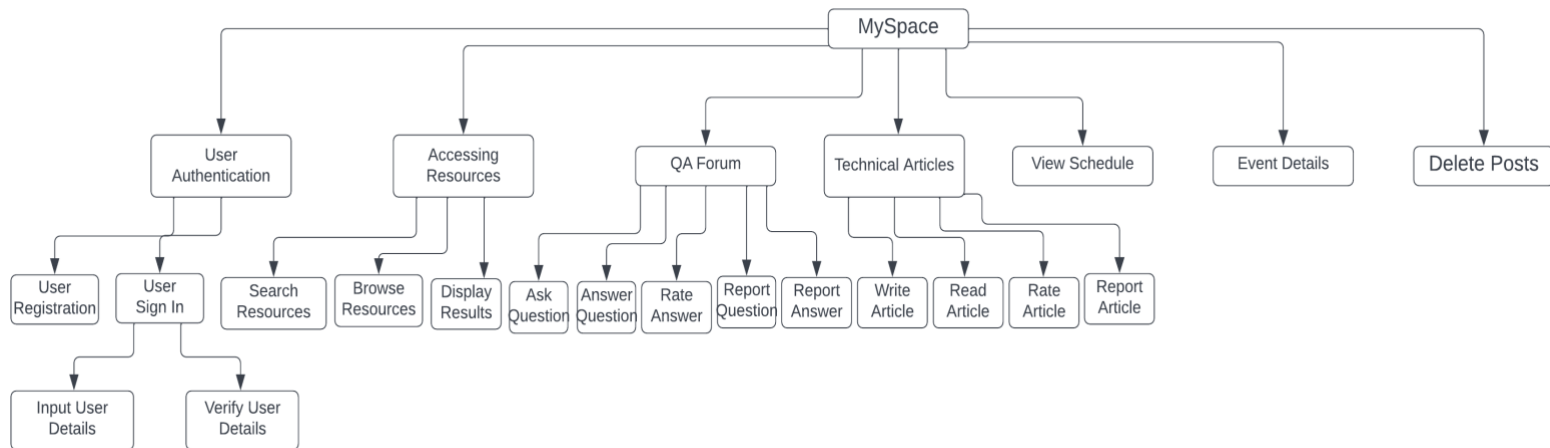 MySpace
User
Authentication
Accessing
Resources
QA Forum
Technical Articles
View Schedule
Event Details
Delete Posts
User
Registration
User
Sign In
Search
Resources
Browse
Resources
Display
Results
Ask
Question
Answer
Question
Rate
Answer
Report
Question
Report
Answer
Write
Article
Read
Article
Rate
Article
Report
Article
Input User
Details
Verify User
Details